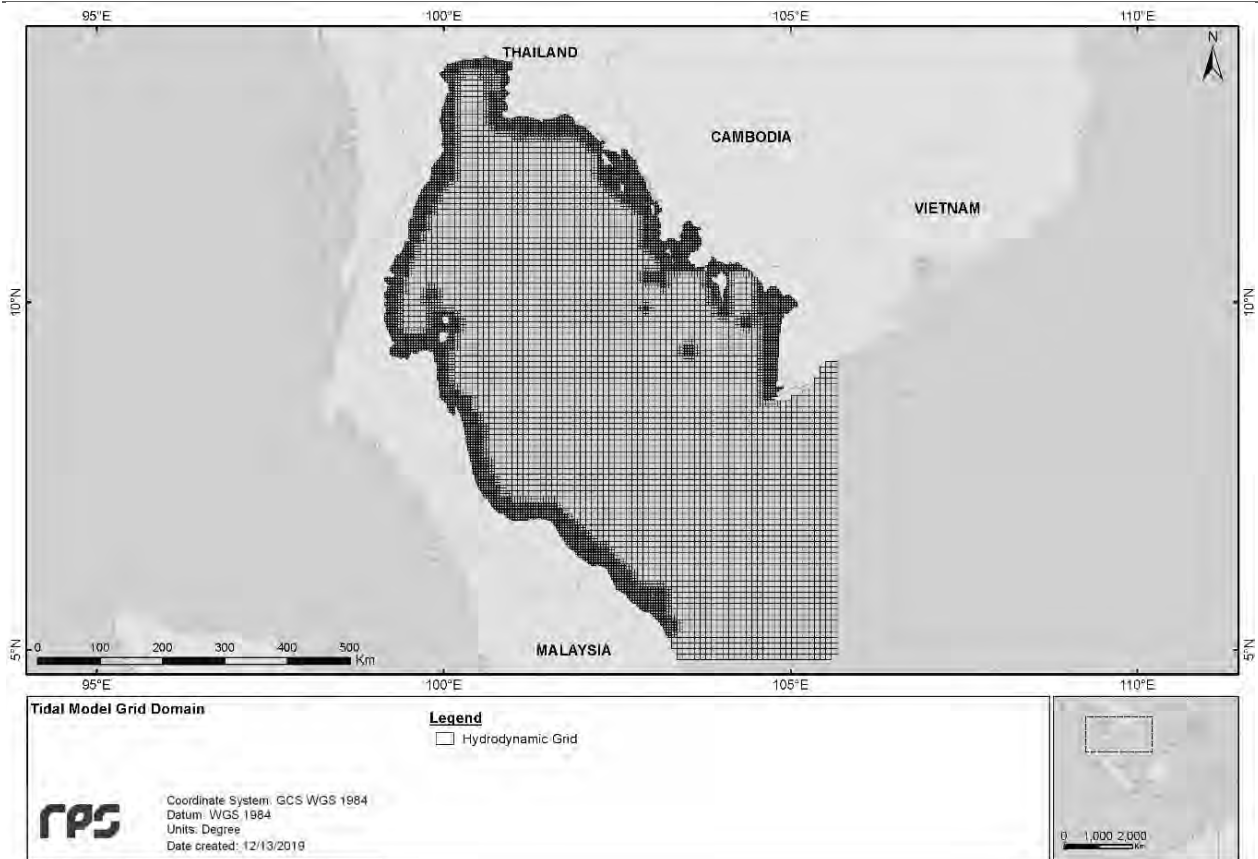 95°E 100°E 105°E 110°E
THAILAND
N
CAMBODIA
VIETNAM
10°N 10°N
MALAYSIA
5°N 5°N
0 100 200 300 400 500
Km
95°E 100°E 105°E 110°E
Tidal Model Grid Domain
Legend
Hydrodynamic Grid
rps
Coordinate System: GCS WGS 1984
Datum: WGS 1984
Units: Degree
Date created: 12/13/2019
0 1,000 2,000
Km